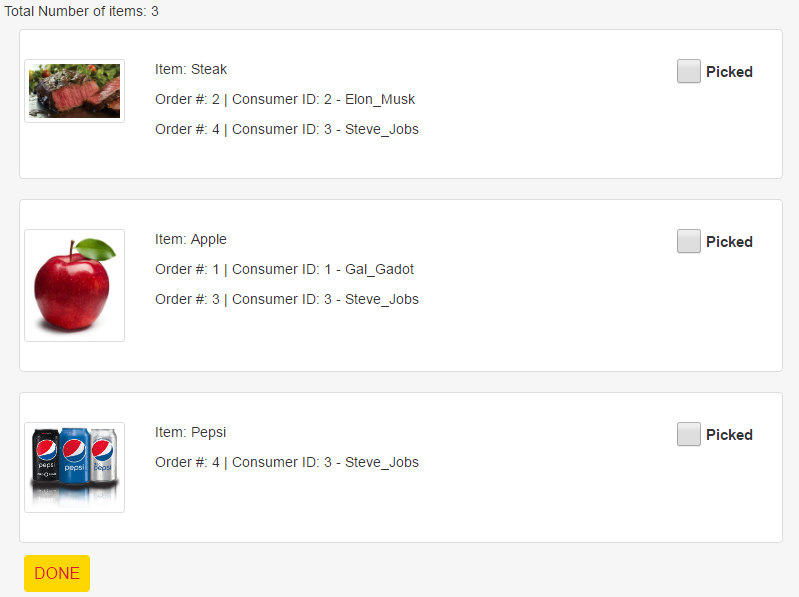 Total Number of items: 3
Item: Steak
Picked
Order #: 2 | Consumer ID: 2 - Elon_Musk
Order #: 4 | Consumer ID: 3 - Steve_Jobs
Item: Apple
Picked
Order #: 1 | Consumer ID: 1 - Gal_Gadot
Order #: 3 | Consumer ID: 3 - Steve_Jobs
Item: Pepsi
Picked
pepsi pepsi pepsi
Order #: 4 | Consumer ID: 3 - Steve_Jobs
DONE